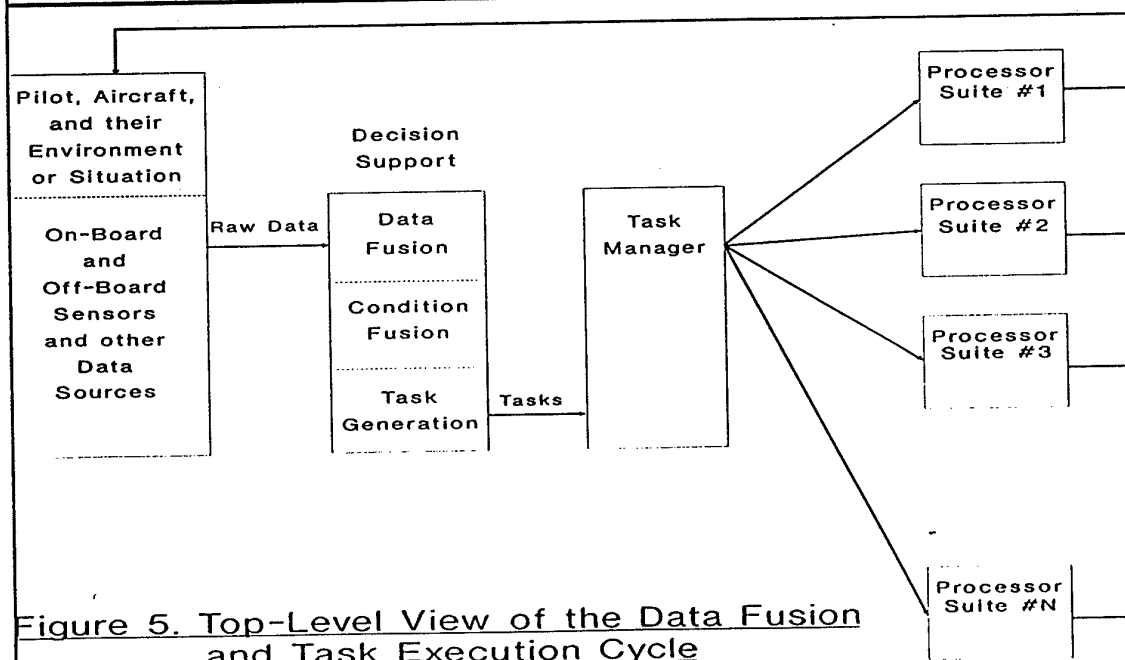 Pilot, Aircraft,
and their
Environment
or Situation
On-Board
and
Off-Board
Sensors
and other
Data
Sources
Raw Data
Decision
Support
Data
Fusion
Condition
Fusion
Task
Generation
Tasks
Task
Manager
Processor
Suite #1
Processor
Suite #2
Processor
Suite #3
Processor
Suite #N
Figure 5. Top-Level View of the Data Fusion
and Task Execution Cycle